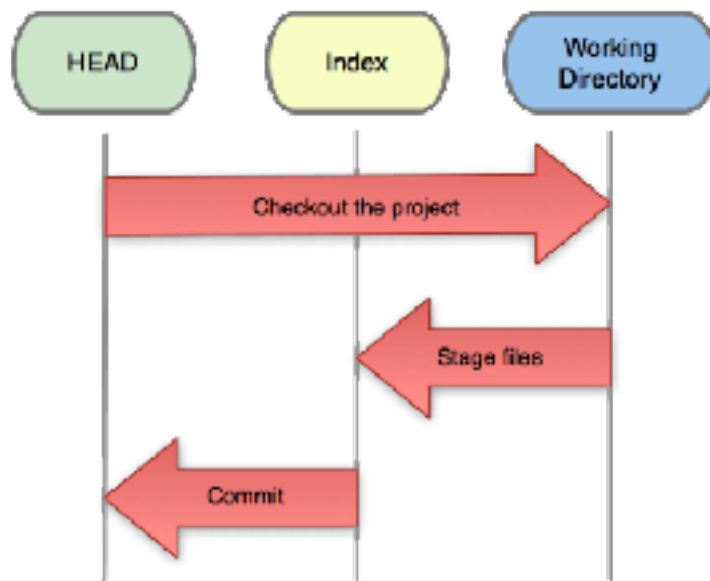 HEAD
Index
Working
Directory
Checkout the project
Stage files
Commit